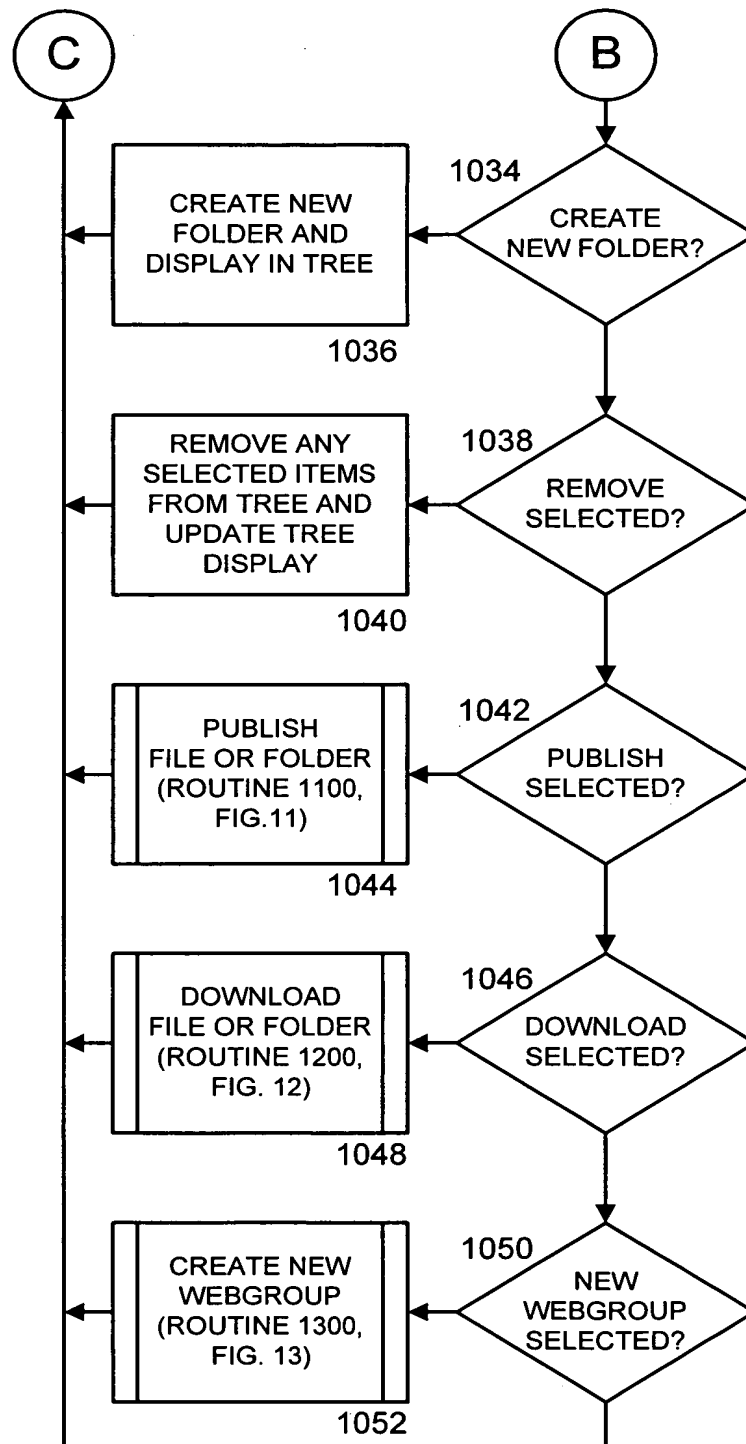 C
B
1034
CREATE NEW
FOLDER AND
DISPLAY IN TREE
CREATE
NEW FOLDER?
1036
1038
REMOVE ANY
SELECTED ITEMS
FROM TREE AND
UPDATE TREE
DISPLAY
REMOVE
SELECTED?
1040
1042
PUBLISH
FILE OR FOLDER
(ROUTINE 1100,
FIG.11)
PUBLISH
SELECTED?
1044
1046
DOWNLOAD
FILE OR FOLDER
(ROUTINE 1200,
FIG. 12)
DOWNLOAD
SELECTED?
1048
1050
CREATE NEW
WEBGROUP
(ROUTINE 1300,
FIG. 13)
NEW
WEBGROUP
SELECTED?
1052